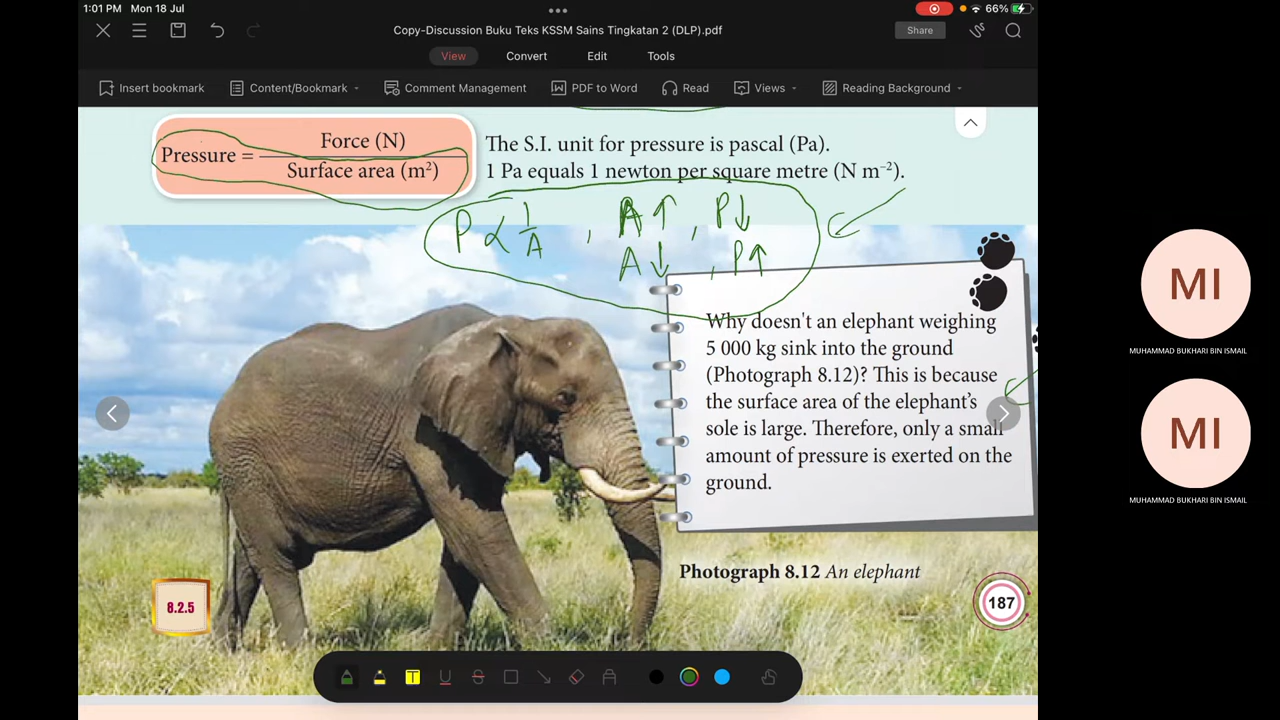 1:01 PM Mon 18 Jul
66%
Copy-Discussion Buku Teks KSSM Sains Tingkatan 2 (DLP).pdf
Share
View Convert Edit Tools
Insert bookmark Content/Bookmark Comment Management PDF to Word Read Views Reading Background
Pressure = Force (N)
Surface area (m²)
The S.I. unit for pressure is pascal (Pa).
1 Pa equals 1 newton per square metre (N m⁻²).
P ∝ 1/A , A↑ , P↓
A↓ , P↑
Why doesn't an elephant weighing
5 000 kg sink into the ground
(Photograph 8.12)? This is because
the surface area of the elephant's
sole is large. Therefore, only a small
amount of pressure is exerted on the
ground.
Photograph 8.12 An elephant
8.2.5
187
T U S
MI
MUHAMMAD BUKHARI BIN ISMAIL
MI
MUHAMMAD BUKHARI BIN ISMAIL